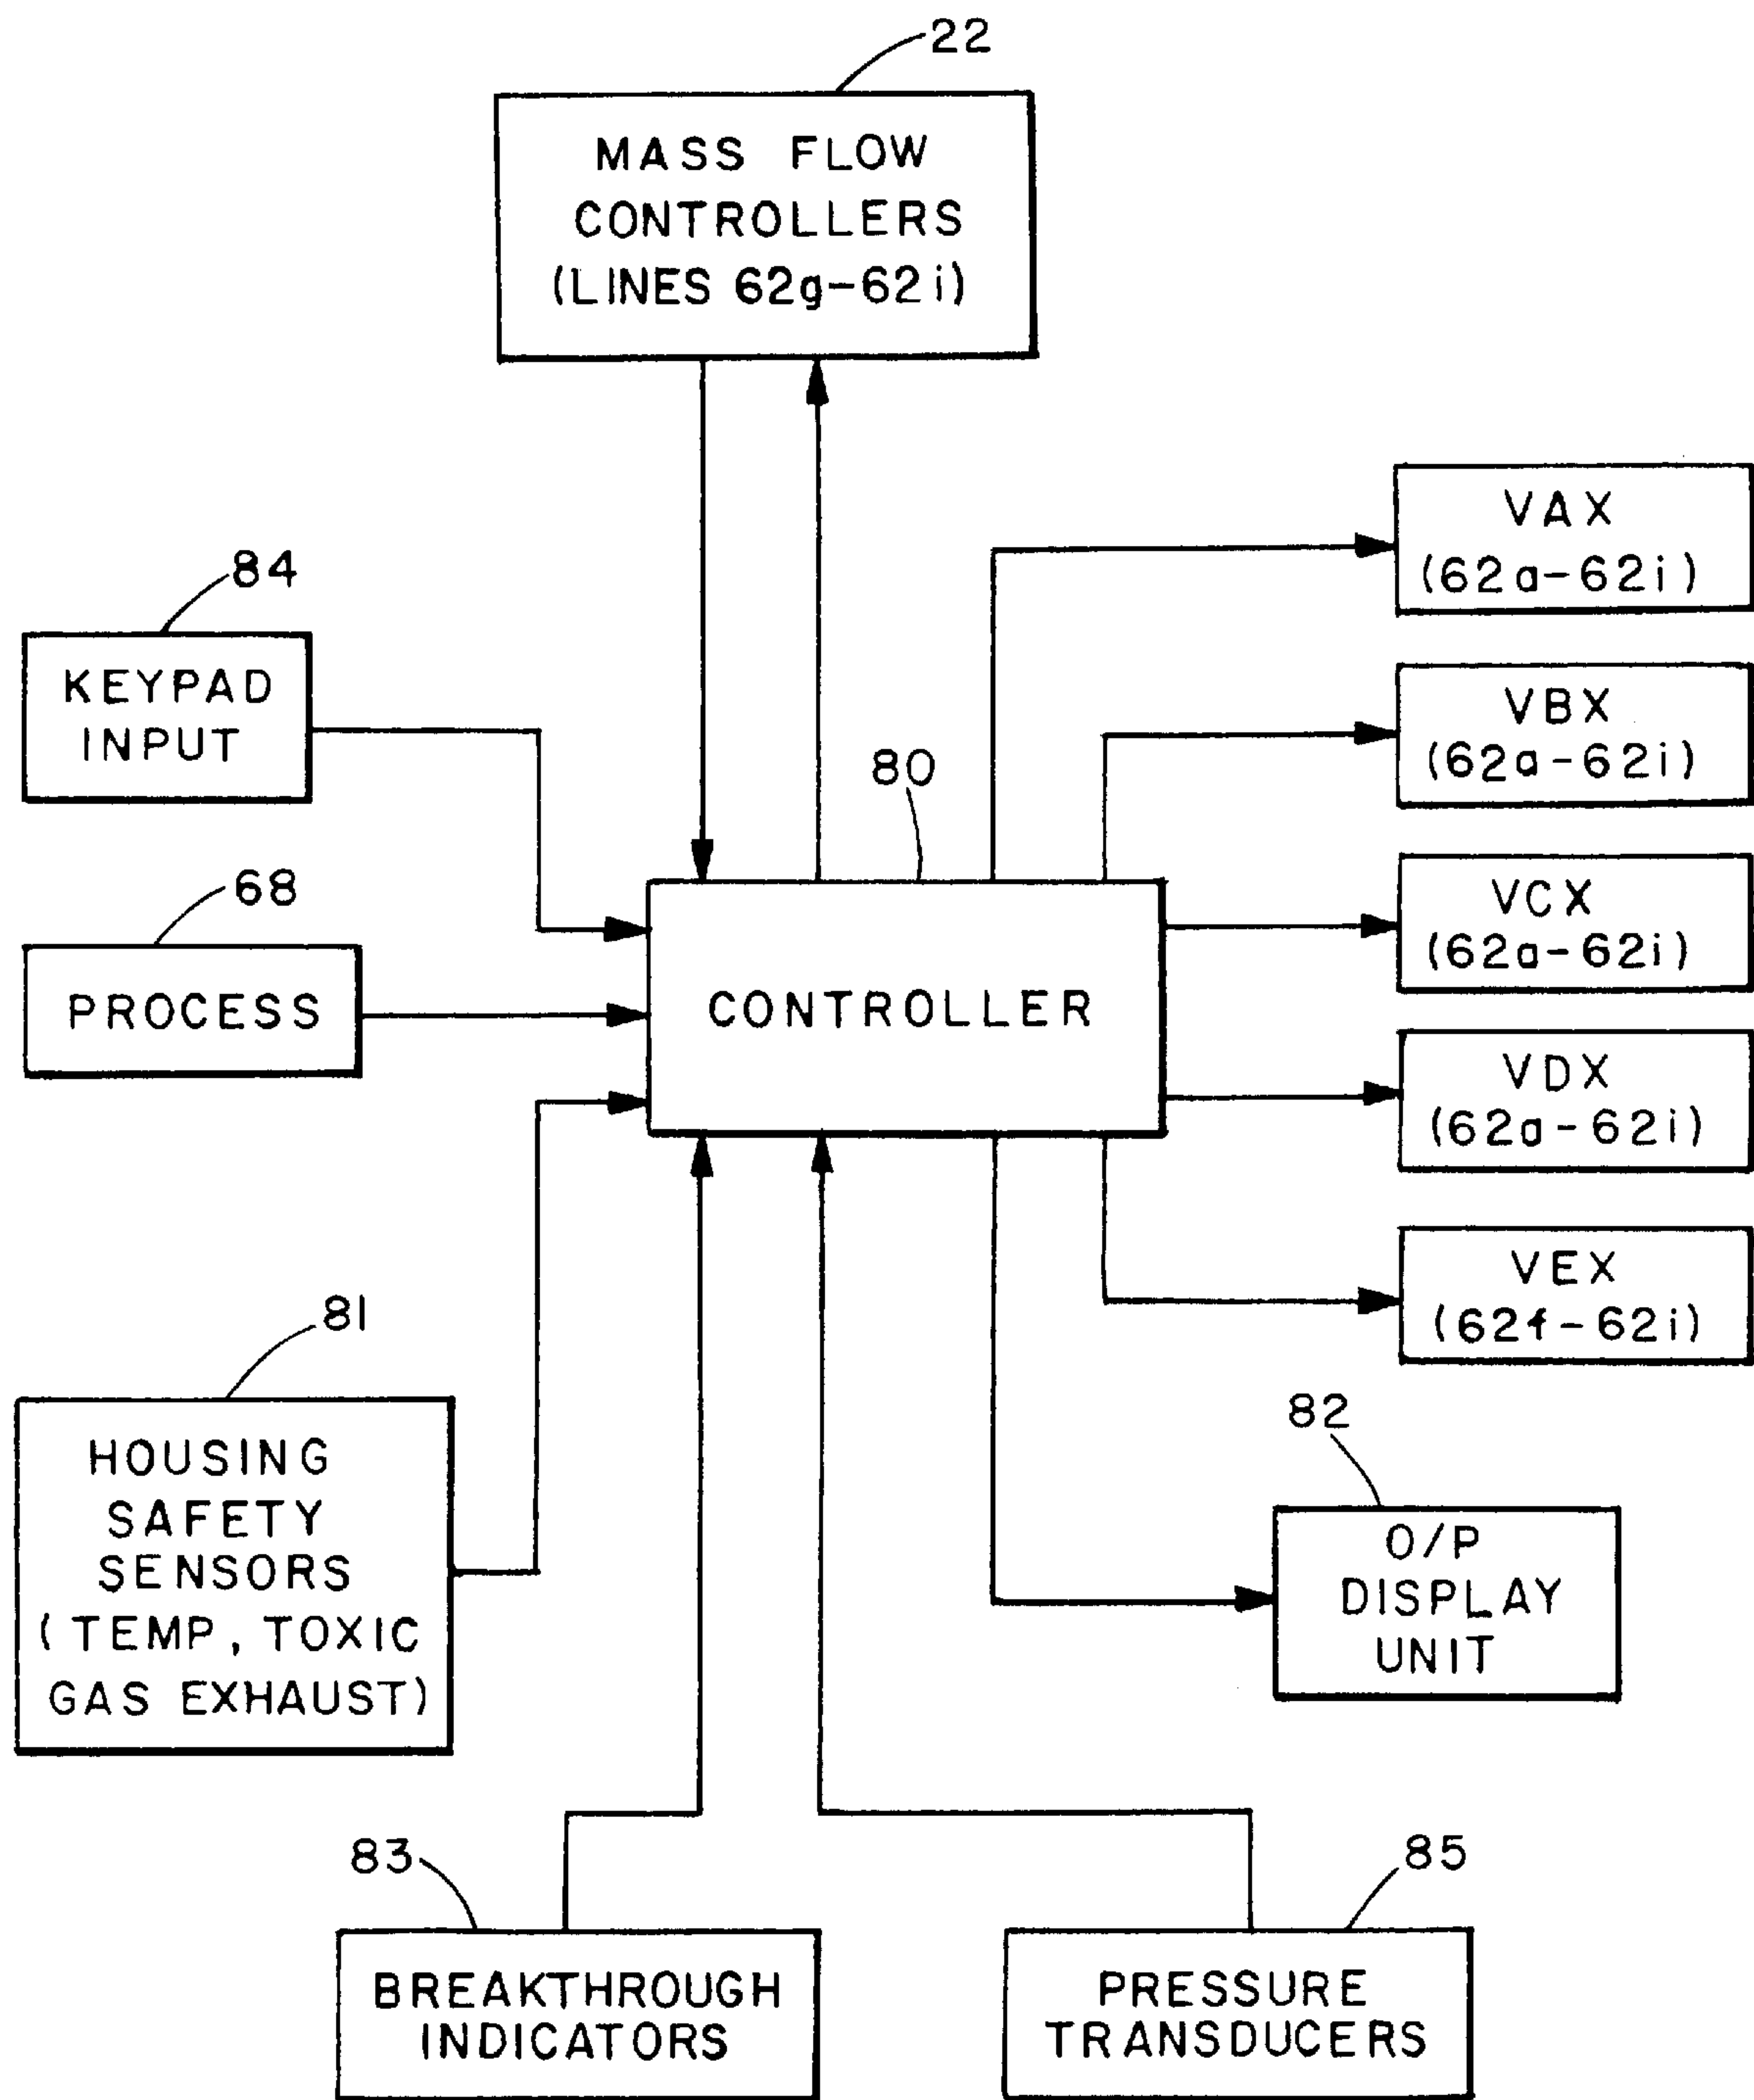 22
MASS FLOW
CONTROLLERS
(LINES 62g-62i)
VAX
(62a-62i)
84
KEYPAD
INPUT
VBX
(62a-62i)
80
68
VCX
(62a-62i)
PROCESS
CONTROLLER
VDX
(62a-62i)
VEX
(62f-62i)
81
HOUSING
SAFETY
SENSORS
(TEMP, TOXIC
GAS EXHAUST)
82
O/P
DISPLAY
UNIT
83
BREAKTHROUGH
INDICATORS
85
PRESSURE
TRANSDUCERS